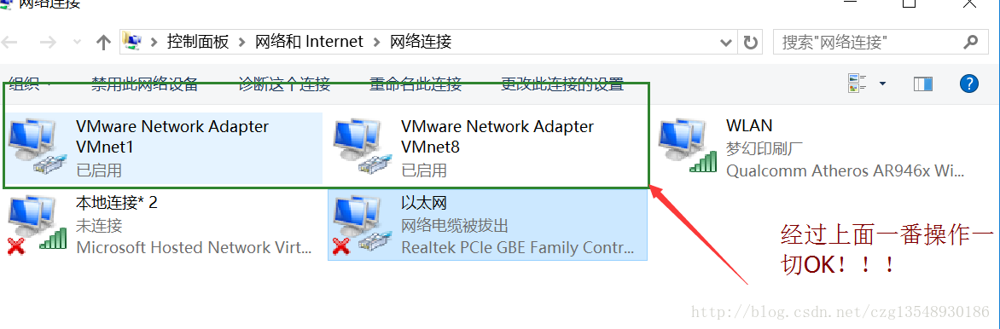 网络连接
控制面板 网络和 Internet 网络连接
搜索"网络连接"
组织 禁用此网络设备 诊断这个连接 重命名此连接 更改此连接的设置
VMware Network Adapter
VMnet1
已启用
VMware Network Adapter
VMnet8
已启用
WLAN
梦幻印刷厂
Qualcomm Atheros AR946x Wi...
本地连接* 2
未连接
Microsoft Hosted Network Virt...
以太网
网络电缆被拔出
Realtek PCIe GBE Family Contr...
经过上面一番操作一
切OK！！！
http://blog.csdn.net/czg13548930186